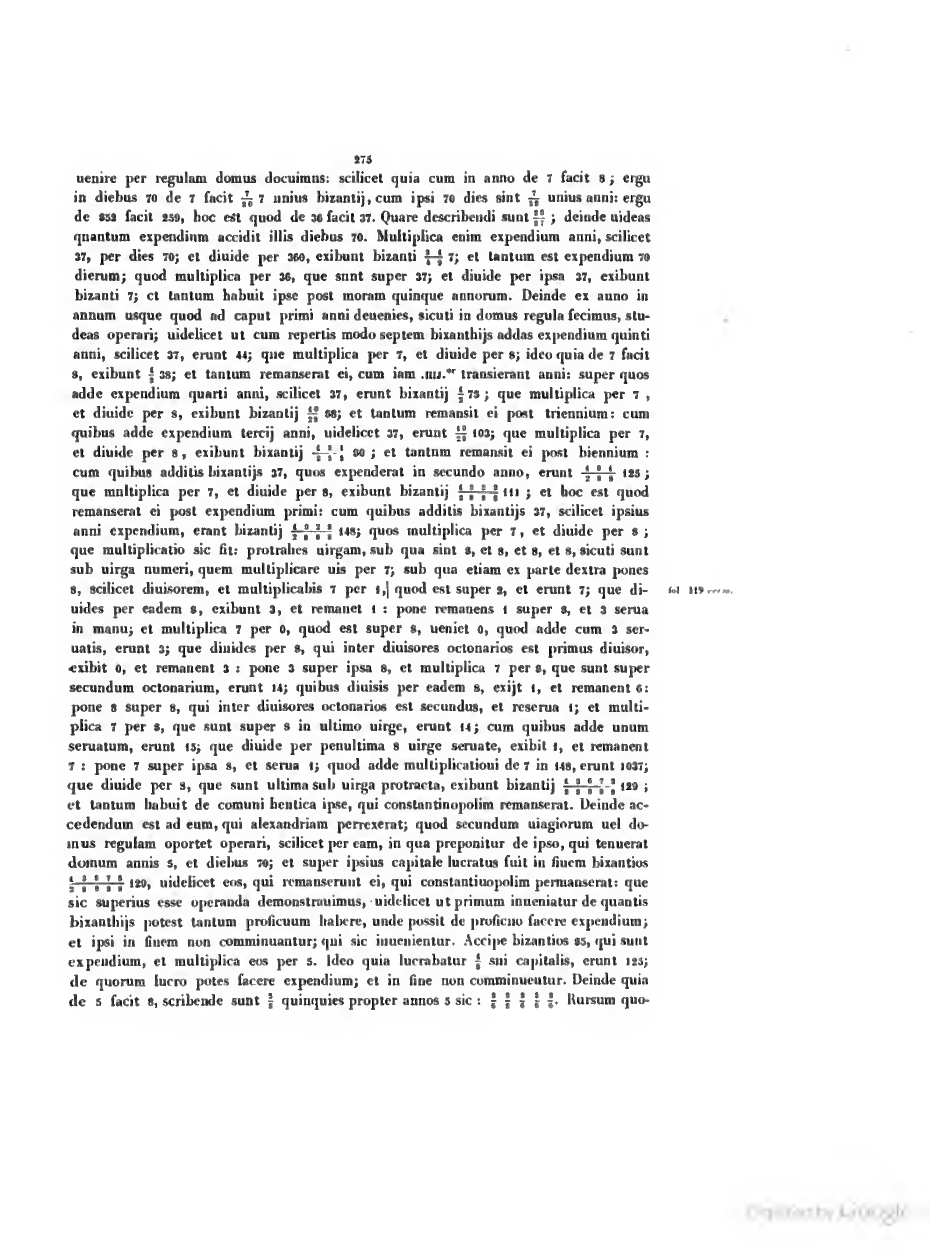 275
uenire per regulam domus docuimus: scilicet quia cum in anno de 7 facit 8; ergu
in diebus 70 de 7 facit 7 unius bizantij, cum ipsi 70 dies sint unius anni: ergu
de 252 facit 259, hoc est quod de 36 facit 37. Quare describendi sunt ; deinde uideas
quantum expendium accidit illis diebus 70. Multiplica enim expendium anni, scilicet
37, per dies 70; et diuide per 360, exibunt bizanti 7; et tantum est expendium 70
dierum; quod multiplica per 36, que sunt super 37; et diuide per ipsa 37, exibunt
bizanti 7; et tantum habuit ipse post moram quinque annorum. Deinde ex anno in
annum usque quod ad caput primi anni deuenies, sicuti in domus regula fecimus, stu-
deas operari; uidelicet ut cum repertis modo septem bixanthijs addas expendium quinti
anni, scilicet 37, erunt 44; que multiplica per 7, et diuide per 8; ideo quia de 7 facit
8, exibunt 1/2 38; et tantum remanserat ei, cum iam .IIIJ.or transierant anni: super quos
adde expendium quarti anni, scilicet 37, erunt bizantij 1/2 75; que multiplica per 7,
et diuide per 8, exibunt bizantij 66; et tantum remansit ei post triennium: cum
quibus adde expendium tercij anni, uidelicet 37, erunt 103; que multiplica per 7,
et diuide per 8, exibunt bixantij 90; et tantum remansit ei post biennium :
cum quibus additis bixantijs 37, quos expenderat in secundo anno, erunt ;
que multiplica per 7, et diuide per 8, exibunt bizantij 111; et hoc est quod
remanserat ei post expendium primi: cum quibus additis bizantijs 37, scilicet ipsius
anni expendium, erant bizantij 148; quos multiplica per 7, et diuide per 8;
que multiplicatio sic fit: protrahes uirgam, sub qua sint 2, et 8, et 8, et 8, sicuti sunt
sub uirga numeri, quem multiplicare uis per 7; sub qua etiam ex parte dextra pones
8, scilicet diuisorem, et multiplicabis 7 per 1,| quod est super 2, et erunt 7; que di-
uides per eadem 2, exibunt 3, et remanet 1 : pone remanens 1 super 2, et 3 serua
in manu; et multiplica 7 per 0, quod est super 8, ueniet 0, quod adde cum 3 ser-
uatis, erunt 3; que diuides per 8, qui inter diuisores octonarios est primus diuisor,
exibit 0, et remanent 3 : pone 3 super ipsa 8, et multiplica 7 per 2, que sunt super
secundum octonarium, erunt 14; quibus diuisis per eadem 8, exijt 1, et remanent 6:
pone 6 super 8, qui inter diuisores octonarios est secundus, et reserua 1; et multi-
plica 7 per 2, que sunt super 8 in ultimo uirge, erunt 14; cum quibus adde unum
seruatum, erunt 15; que diuide per penultima 8 uirge seruate, exibit 1, et remanent
7 : pone 7 super ipsa 8, et serua 1; quod adde multiplicatioui de 7 in 148, erunt 1037;
que diuide per 8, que sunt ultima sub uirga protracta, exibunt bizantij 129 ;
et tantum habuit de comuni hentica ipse, qui constantinopolim remanserat. Deinde ac-
cedendum est ad eum, qui alexandriam perrexerat; quod secundum uiagiorum uel do-
mus regulam oportet operari, scilicet per eam, in qua preponitur de ipso, qui tenuerat
domum annis 5, et diebus 70; et super ipsius capitale lucratus fuit in finem bixantios
129, uidelicet eos, qui remanserunt ei, qui constantiuopolim permanserat: que
sic superius esse operanda demonstrauimus, uidelicet ut primum inueniatur de quantis
bixanthijs potest tantum proficuum habere, unde possit de proficuo facere expendium;
et ipsi in finem non comminuantur; qui sic inuenientur. Accipe bizantios 25, qui sunt
expendium, et multiplica eos per 5. Ideo quia lucrabatur sui capitalis, erunt 125;
de quorum lucro potes facere expendium; et in fine non comminueutur. Deinde quia
de 5 facit 6, scribende sunt quinquies propter annos 5 sic : Rursum quo-
fol 119 verso.